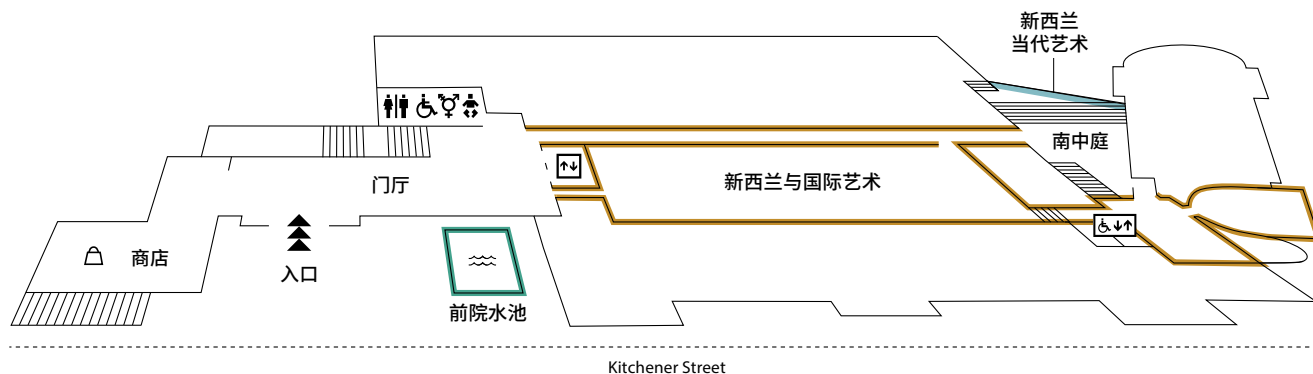 新西兰
当代艺术
南中庭
新西兰与国际艺术
门厅
商店
入口
前院水池
Kitchener Street